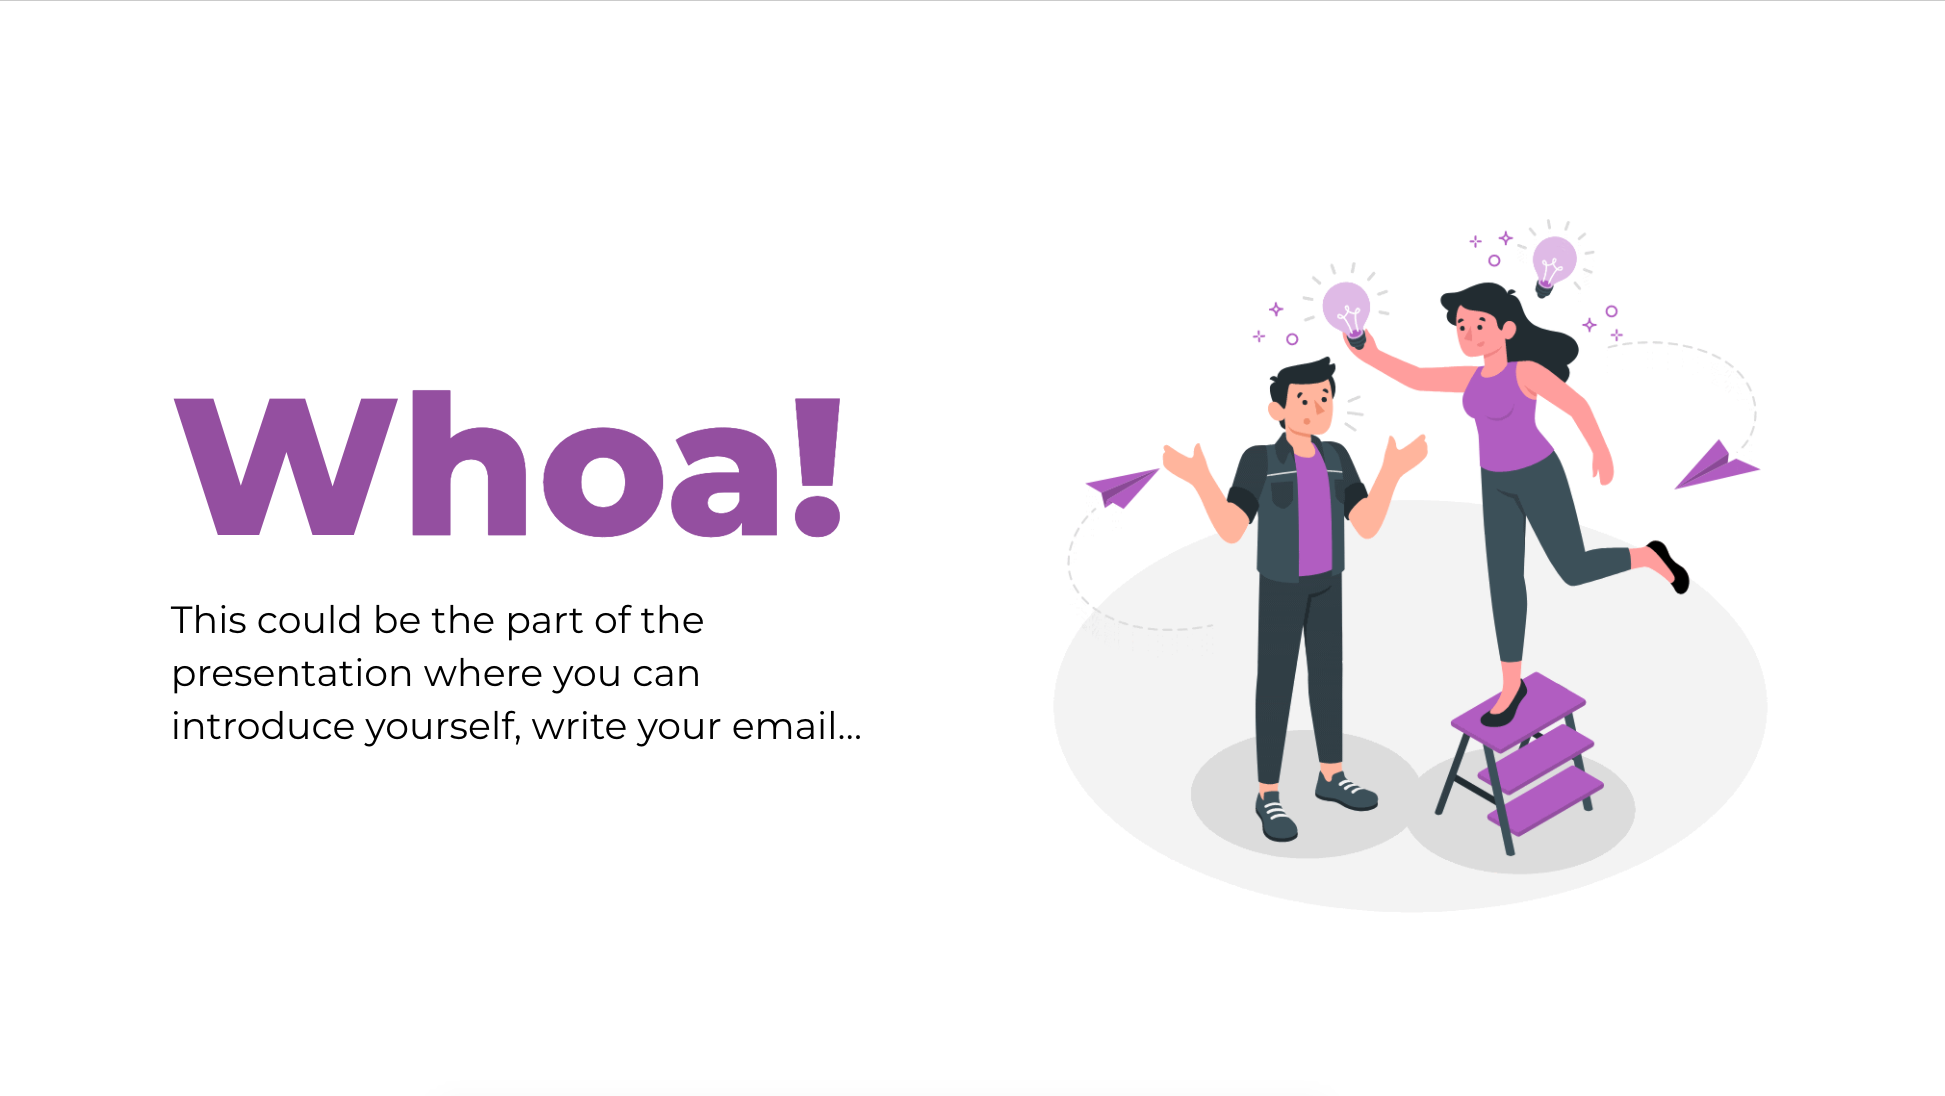 Whoa!
This could be the part of the
presentation where you can
introduce yourself, write your email...